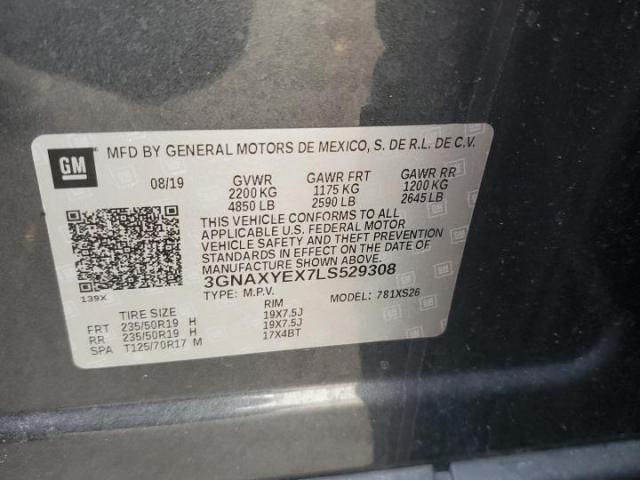 GM
MFD BY GENERAL MOTORS DE MEXICO, S. DE R.L. DE C.V.
08/19 GVWR GAWR FRT GAWR RR
2200 KG 1175 KG 1200 KG
4850 LB 2590 LB 2645 LB
THIS VEHICLE CONFORMS TO ALL
APPLICABLE U.S. FEDERAL MOTOR
VEHICLE SAFETY AND THEFT PREVENTION
STANDARDS IN EFFECT ON THE DATE OF
MANUFACTURE SHOWN ABOVE.
3GNAXYEX7LS529308
TYPE: M.P.V. MODEL: 781XS26
139X
TIRE SIZE RIM
FRT 235/50R19 H 19X7.5J
RR 235/50R19 H 19X7.5J
SPA T125/70R17 M 17X4BT